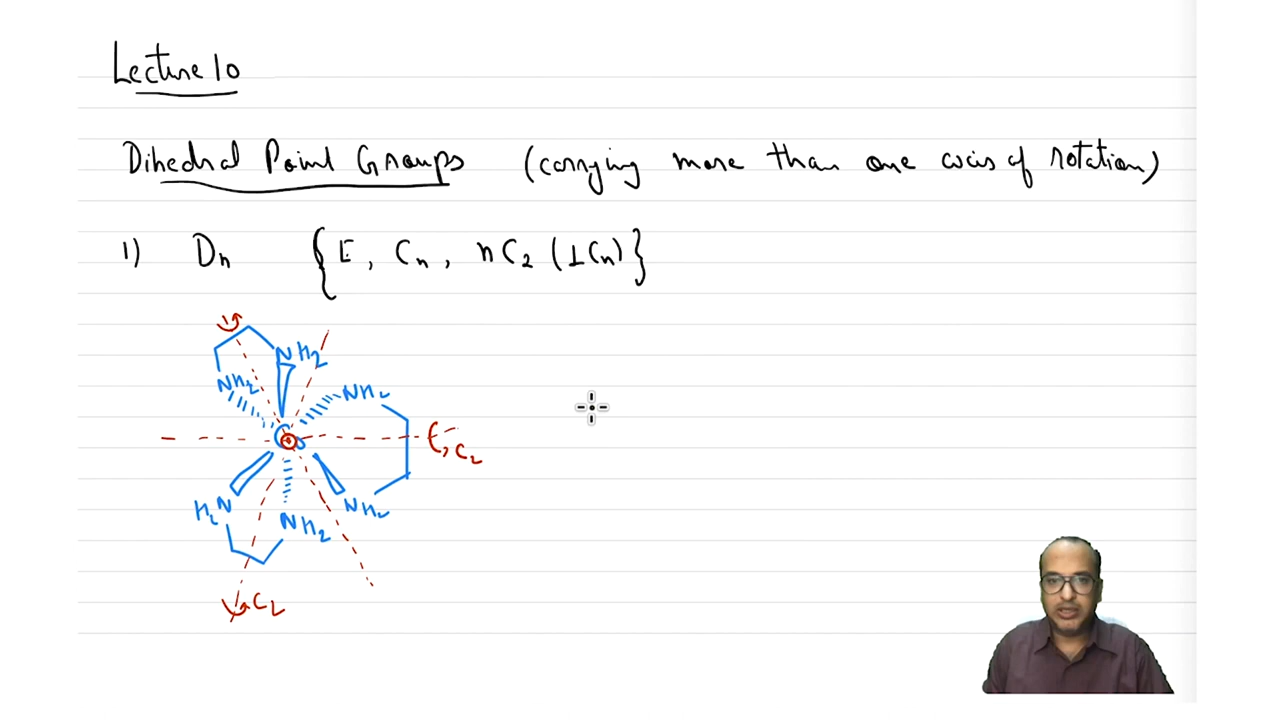 Lecture 10
Dihedral Point Groups (carrying more than one axis of rotation)
1) Dn {E, Cn, nC2 (⊥Cn)}
NH2
NH2
NH2
Co
C2
H2N
NH2
NH2
C2